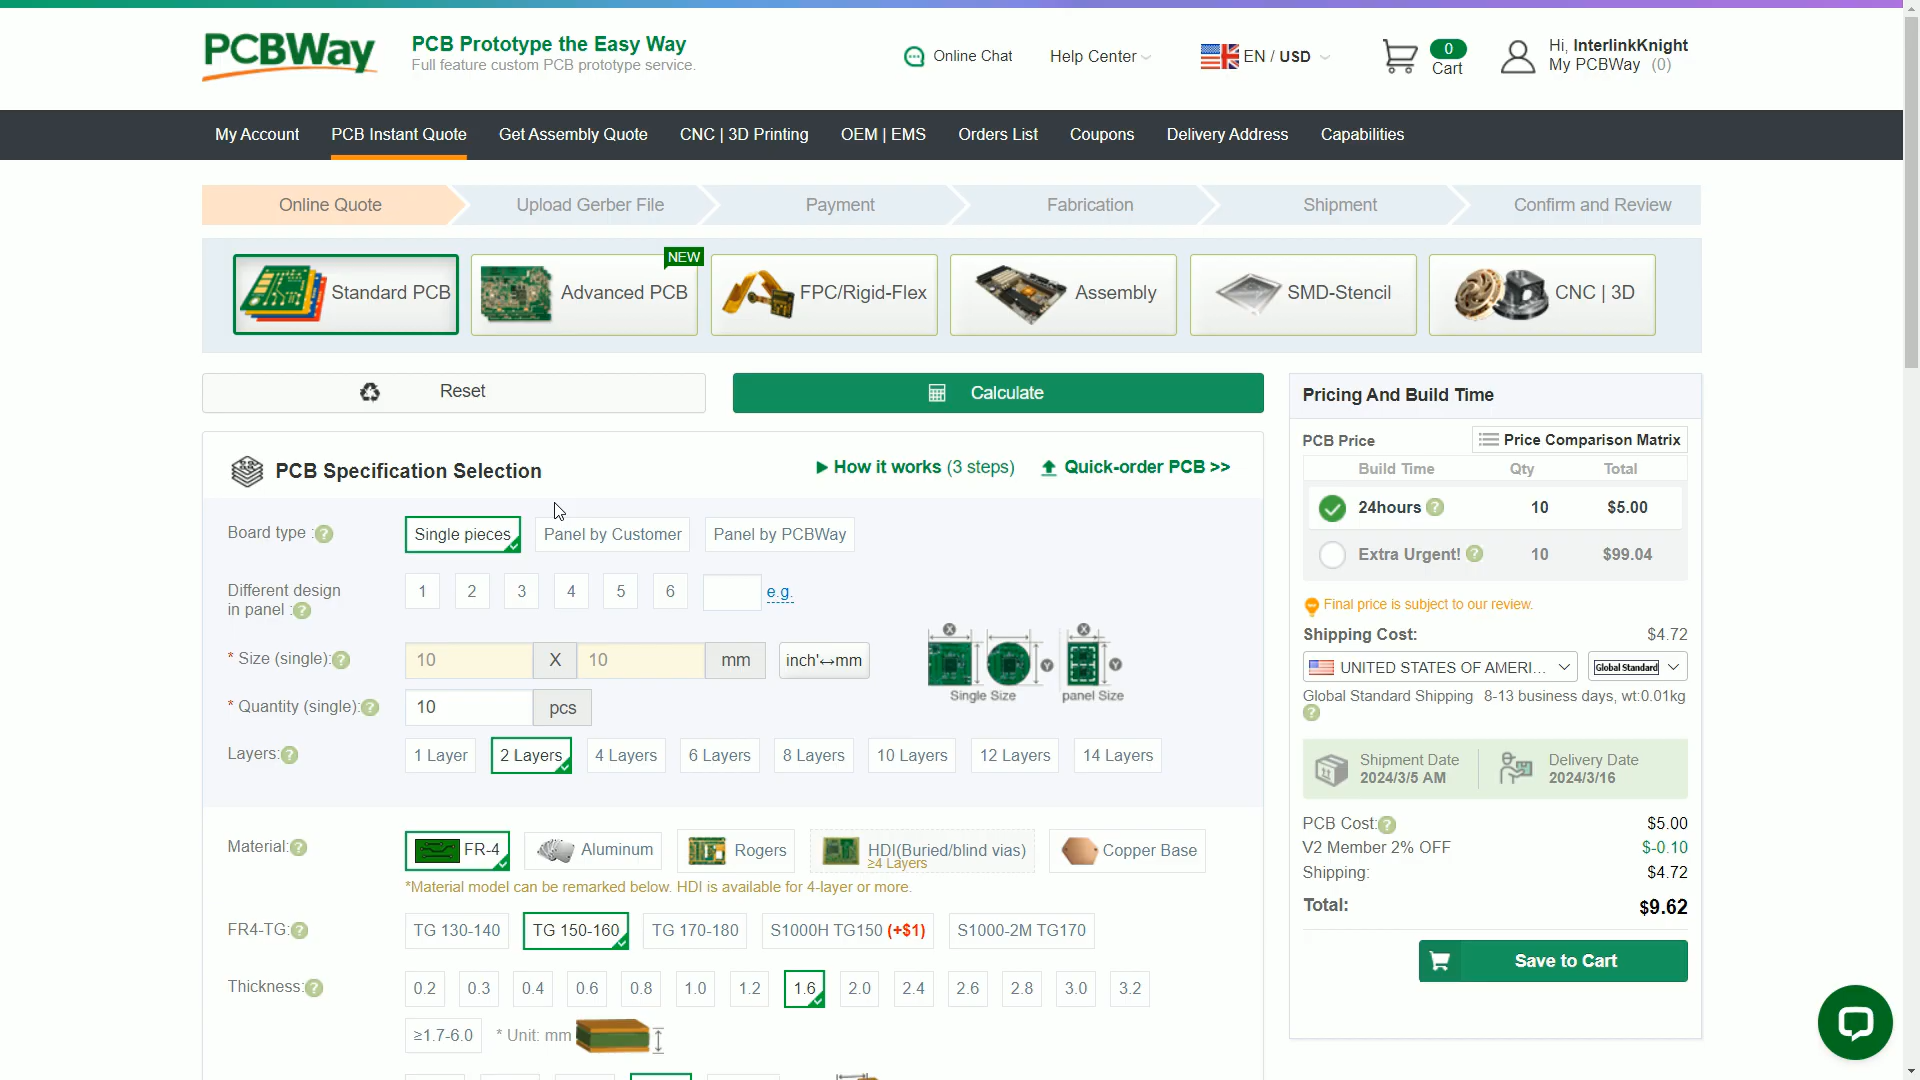 PCBWay
PCB Prototype the Easy Way
Full feature custom PCB prototype service.
Online Chat
Help Center
EN / USD
0
Cart
Hi, InterlinkKnight
My PCBWay (0)
My Account PCB Instant Quote Get Assembly Quote CNC | 3D Printing OEM | EMS Orders List Coupons Delivery Address Capabilities
Online Quote Upload Gerber File Payment Fabrication Shipment Confirm and Review
NEW
Standard PCB Advanced PCB FPC/Rigid-Flex Assembly SMD-Stencil CNC | 3D
Reset
Calculate
PCB Specification Selection
How it works (3 steps)
Quick-order PCB >>
Board type :?
Single pieces Panel by Customer Panel by PCBWay
Different design
in panel :?
1 2 3 4 5 6 e.g.
* Size (single):?
10 X 10 mm inch'↔mm
X X
Y Y
Single Size panel Size
* Quantity (single):?
10 pcs
Layers:?
1 Layer 2 Layers 4 Layers 6 Layers 8 Layers 10 Layers 12 Layers 14 Layers
Material:?
FR-4 Aluminum Rogers HDI(Buried/blind vias) Copper Base
≥4 Layers
*Material model can be remarked below. HDI is available for 4-layer or more.
FR4-TG:?
TG 130-140 TG 150-160 TG 170-180 S1000H TG150 (+$1) S1000-2M TG170
Thickness:?
0.2 0.3 0.4 0.6 0.8 1.0 1.2 1.6 2.0 2.4 2.6 2.8 3.0 3.2
≥1.7-6.0 * Unit: mm
Pricing And Build Time
PCB Price
Price Comparison Matrix
Build Time Qty Total
24hours ? 10 $5.00
Extra Urgent! ? 10 $99.04
Final price is subject to our review.
Shipping Cost: $4.72
UNITED STATES OF AMERI... Global Standard
Global Standard Shipping 8-13 business days, wt:0.01kg
?
Shipment Date
2024/3/5 AM
Delivery Date
2024/3/16
PCB Cost:? $5.00
V2 Member 2% OFF $-0.10
Shipping: $4.72
Total: $9.62
Save to Cart